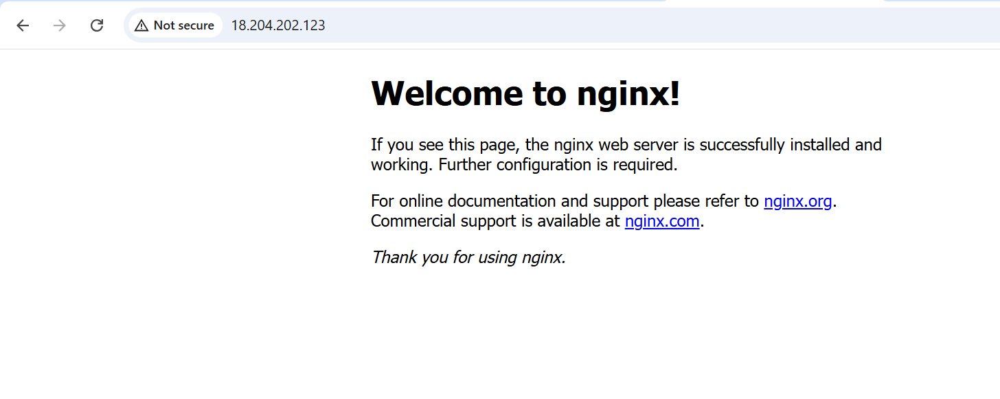 Not secure 18.204.202.123
Welcome to nginx!
If you see this page, the nginx web server is successfully installed and
working. Further configuration is required.
For online documentation and support please refer to nginx.org.
Commercial support is available at nginx.com.
Thank you for using nginx.